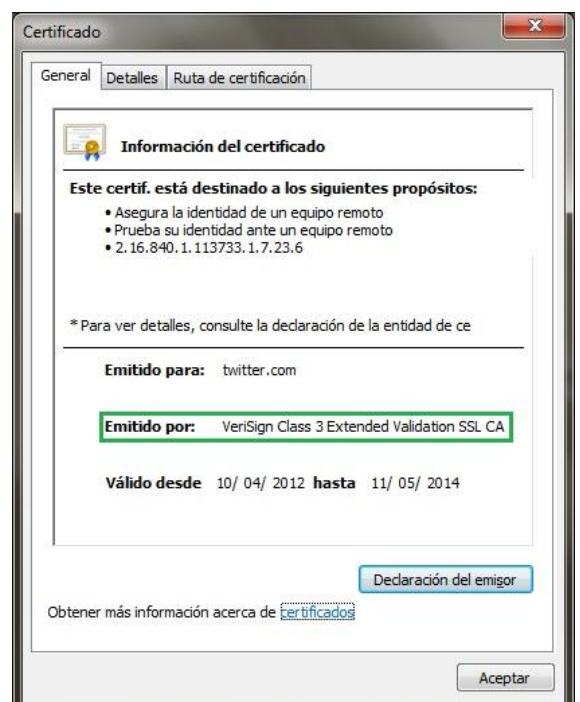 Certificado
General Detalles Ruta de certificación
Información del certificado
Este certif. está destinado a los siguientes propósitos:
• Asegura la identidad de un equipo remoto
• Prueba su identidad ante un equipo remoto
• 2.16.840.1.113733.1.7.23.6
* Para ver detalles, consulte la declaración de la entidad de ce
Emitido para: twitter.com
Emitido por: VeriSign Class 3 Extended Validation SSL CA
Válido desde 10/ 04/ 2012 hasta 11/ 05/ 2014
Declaración del emisor
Obtener más información acerca de certificados
Aceptar